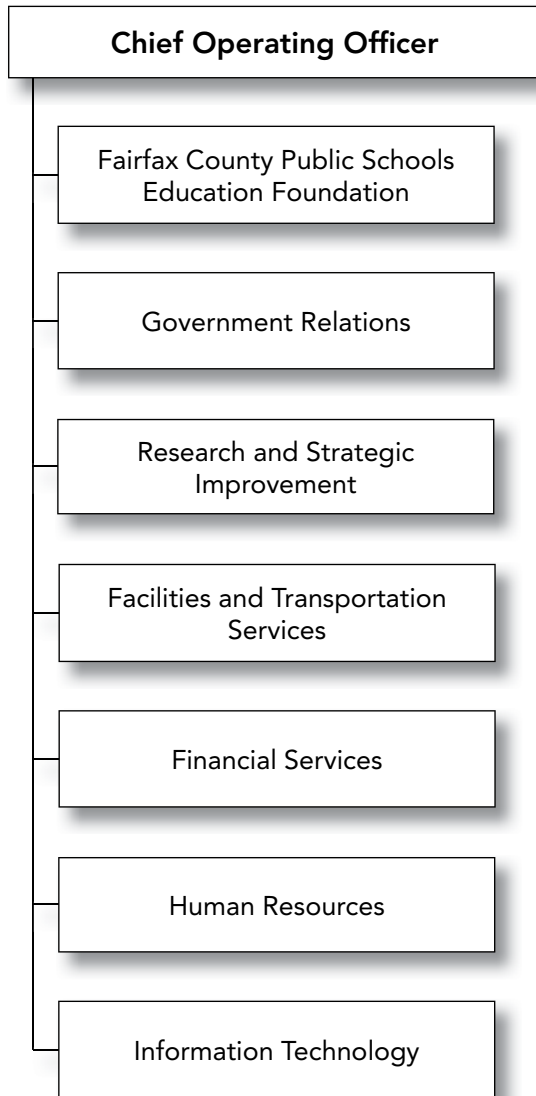 Chief Operating Officer
Fairfax County Public Schools
Education Foundation
Government Relations
Research and Strategic
Improvement
Facilities and Transportation
Services
Financial Services
Human Resources
Information Technology